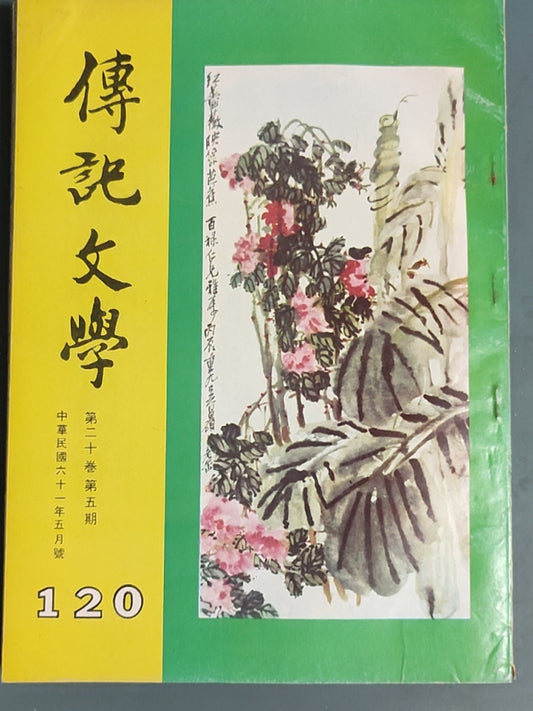 傳記文學
第二十卷第五期
中華民國六十一年五月號
120